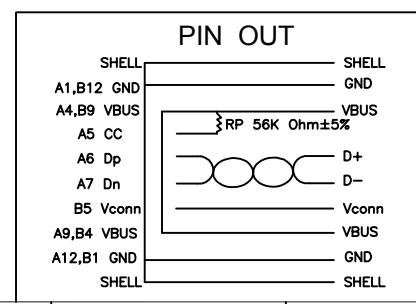 PIN OUT
SHELL SHELL
A1,B12 GND GND
A4,B9 VBUS VBUS
RP 56K Ohm±5%
A5 CC
A6 Dp D+
A7 Dn D−
B5 Vconn Vconn
A9,B4 VBUS VBUS
A12,B1 GND GND
SHELL SHELL